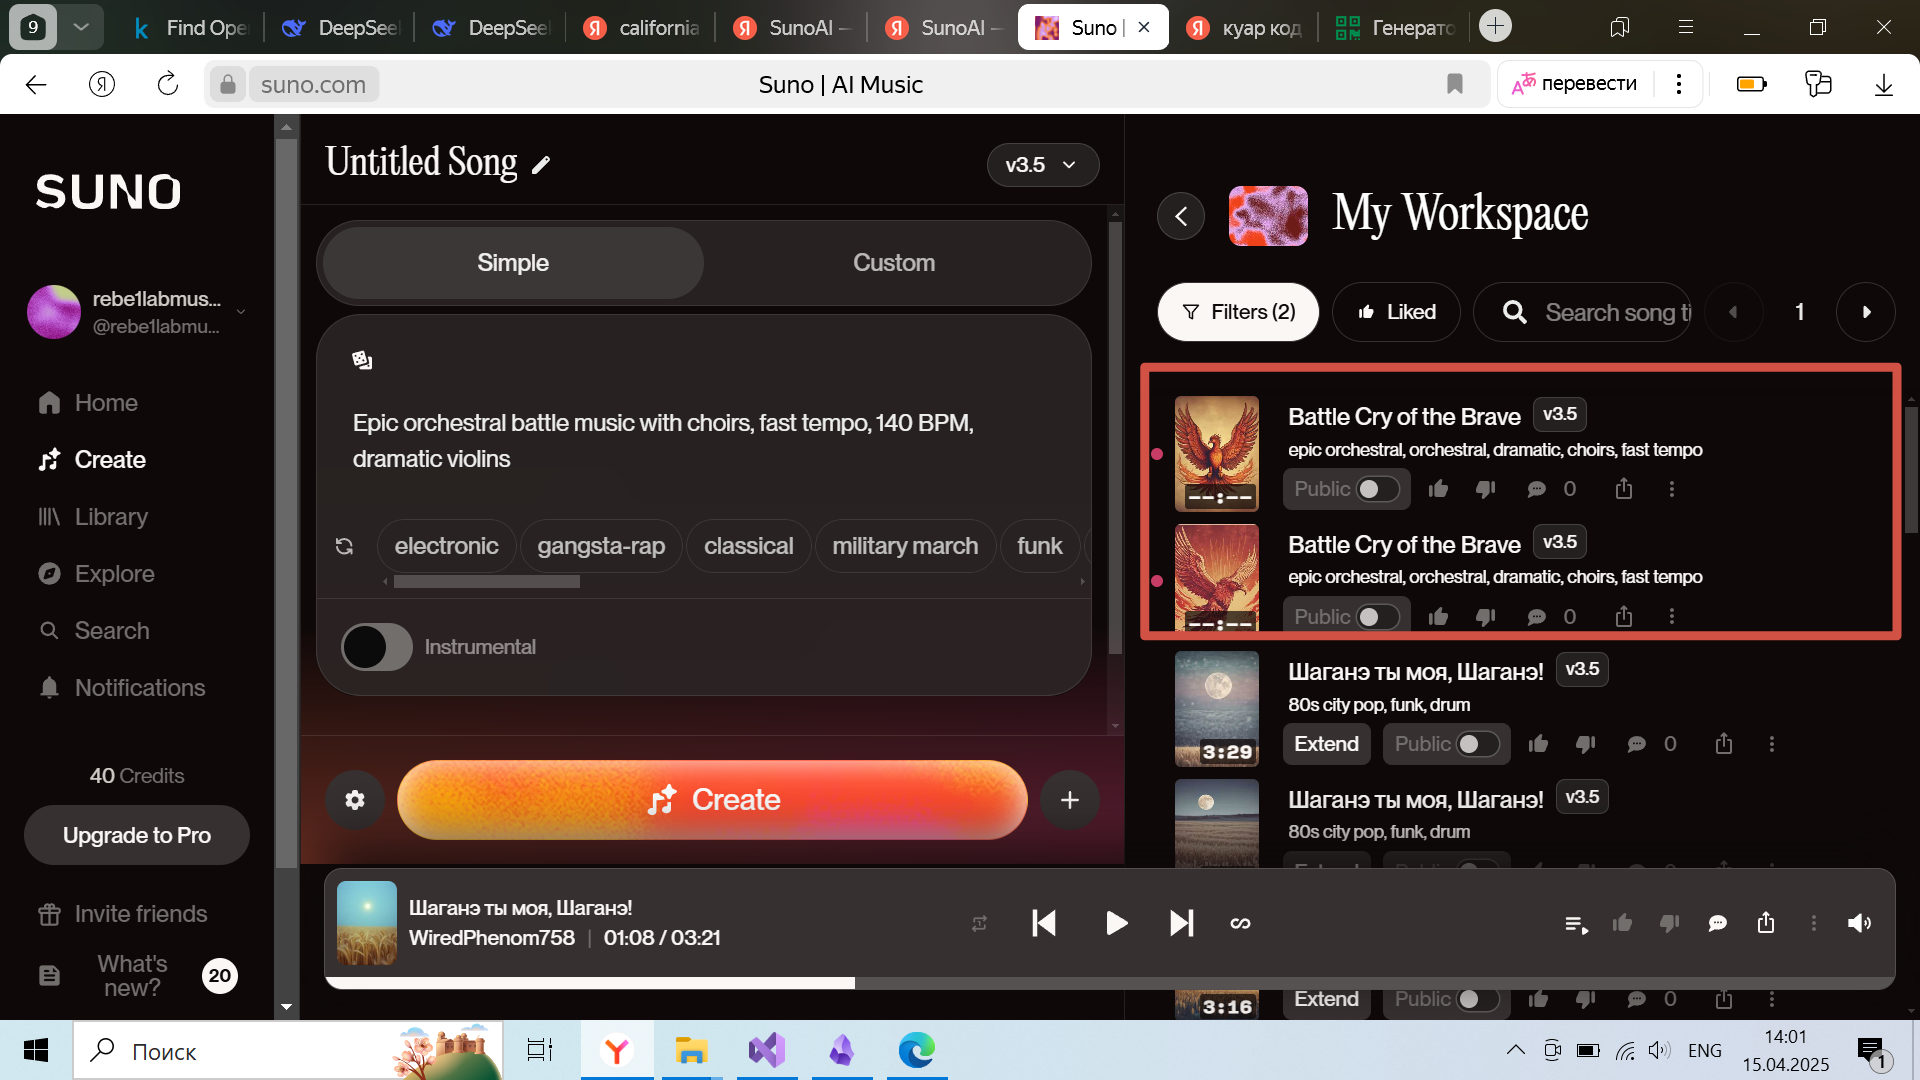 9
Find Ope
DeepSeel
DeepSeel
california
SunoAI —
SunoAI —
Suno |
куар код
Генерато
suno.com
Suno | AI Music
перевести
SUNO
rebe1labmus...
@rebe1labmu...
Home
Create
Library
Explore
Search
Notifications
40 Credits
Upgrade to Pro
Invite friends
What's
new?
20
Untitled Song
v3.5
Simple
Custom
Epic orchestral battle music with choirs, fast tempo, 140 BPM,
dramatic violins
electronic
gangsta-rap
classical
military march
funk
Instrumental
Create
My Workspace
Filters (2)
Liked
Search song ti
1
Battle Cry of the Brave
v3.5
epic orchestral, orchestral, dramatic, choirs, fast tempo
--:--
Public
0
Battle Cry of the Brave
v3.5
epic orchestral, orchestral, dramatic, choirs, fast tempo
--:--
Public
0
Шаганэ ты моя, Шаганэ!
v3.5
80s city pop, funk, drum
3:29
Extend
Public
0
Шаганэ ты моя, Шаганэ!
v3.5
80s city pop, funk, drum
Шаганэ ты моя, Шаганэ!
WiredPhenom758 | 01:08 / 03:21
3:16
Extend
Public
0
Поиск
ENG
14:01
15.04.2025
1